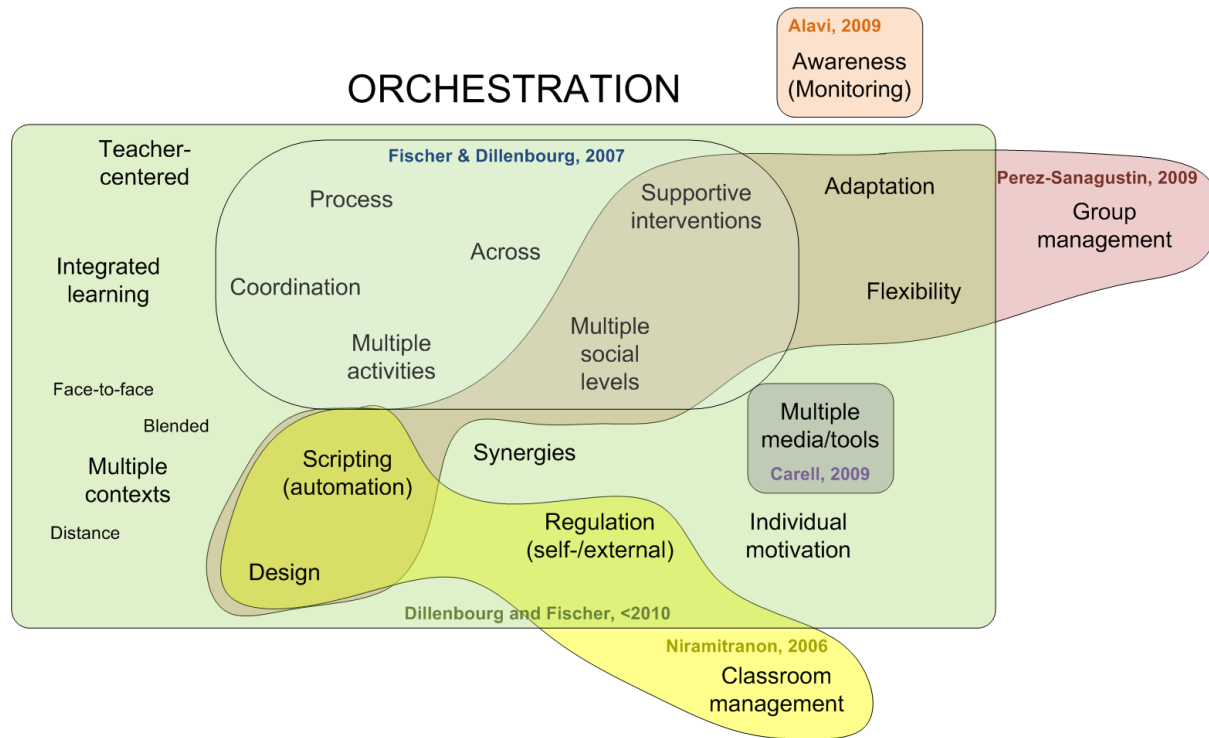 Alavi, 2009
Awareness
(Monitoring)
ORCHESTRATION
Teacher-
centered
Fischer & Dillenbourg, 2007
Process
Supportive
interventions
Adaptation
Perez-Sanagustin, 2009
Group
management
Across
Integrated
learning
Coordination
Flexibility
Multiple
activities
Multiple
social
levels
Face-to-face
Blended
Multiple
contexts
Distance
Scripting
(automation)
Synergies
Multiple
media/tools
Carell, 2009
Regulation
(self-/external)
Individual
motivation
Design
Dillenbourg and Fischer, <2010
Niramitranon, 2006
Classroom
management